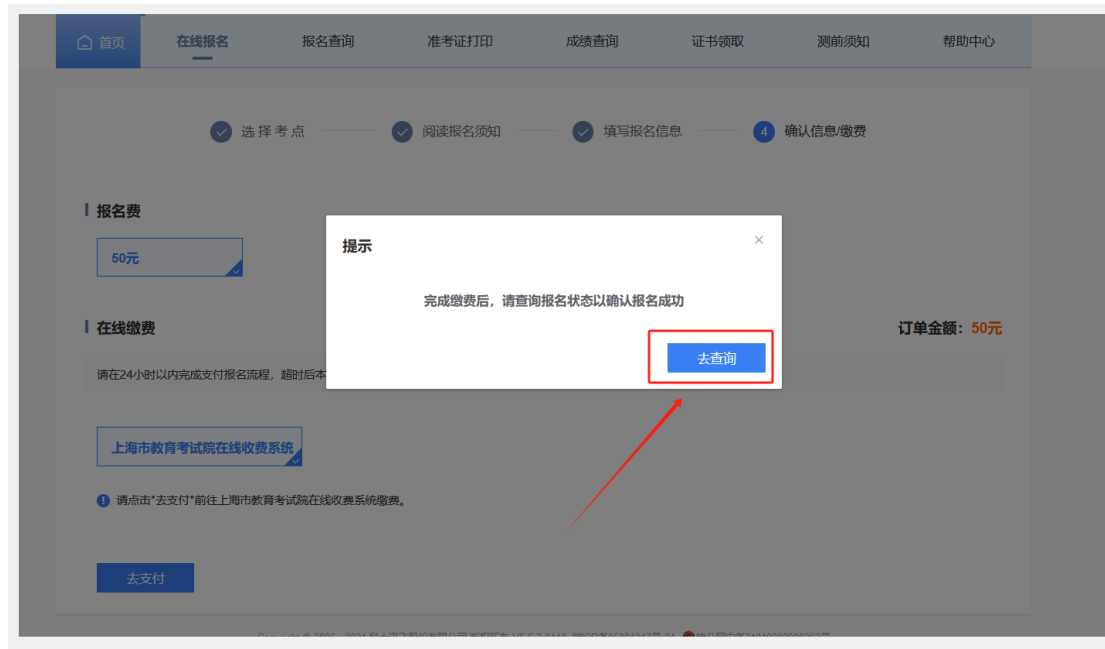 首页 在线报名 报名查询 准考证打印 成绩查询 证书领取 测前须知 帮助中心
选择考点 阅读报名须知 填写报名信息 4 确认信息/缴费
报名费
50元
提示
完成缴费后，请查询报名状态以确认报名成功
去查询
在线缴费
订单金额：50元
请在24小时以内完成支付报名流程，超时后本
上海市教育考试院在线收费系统
请点击"去支付"前往上海市教育考试院在线收费系统缴费。
去支付